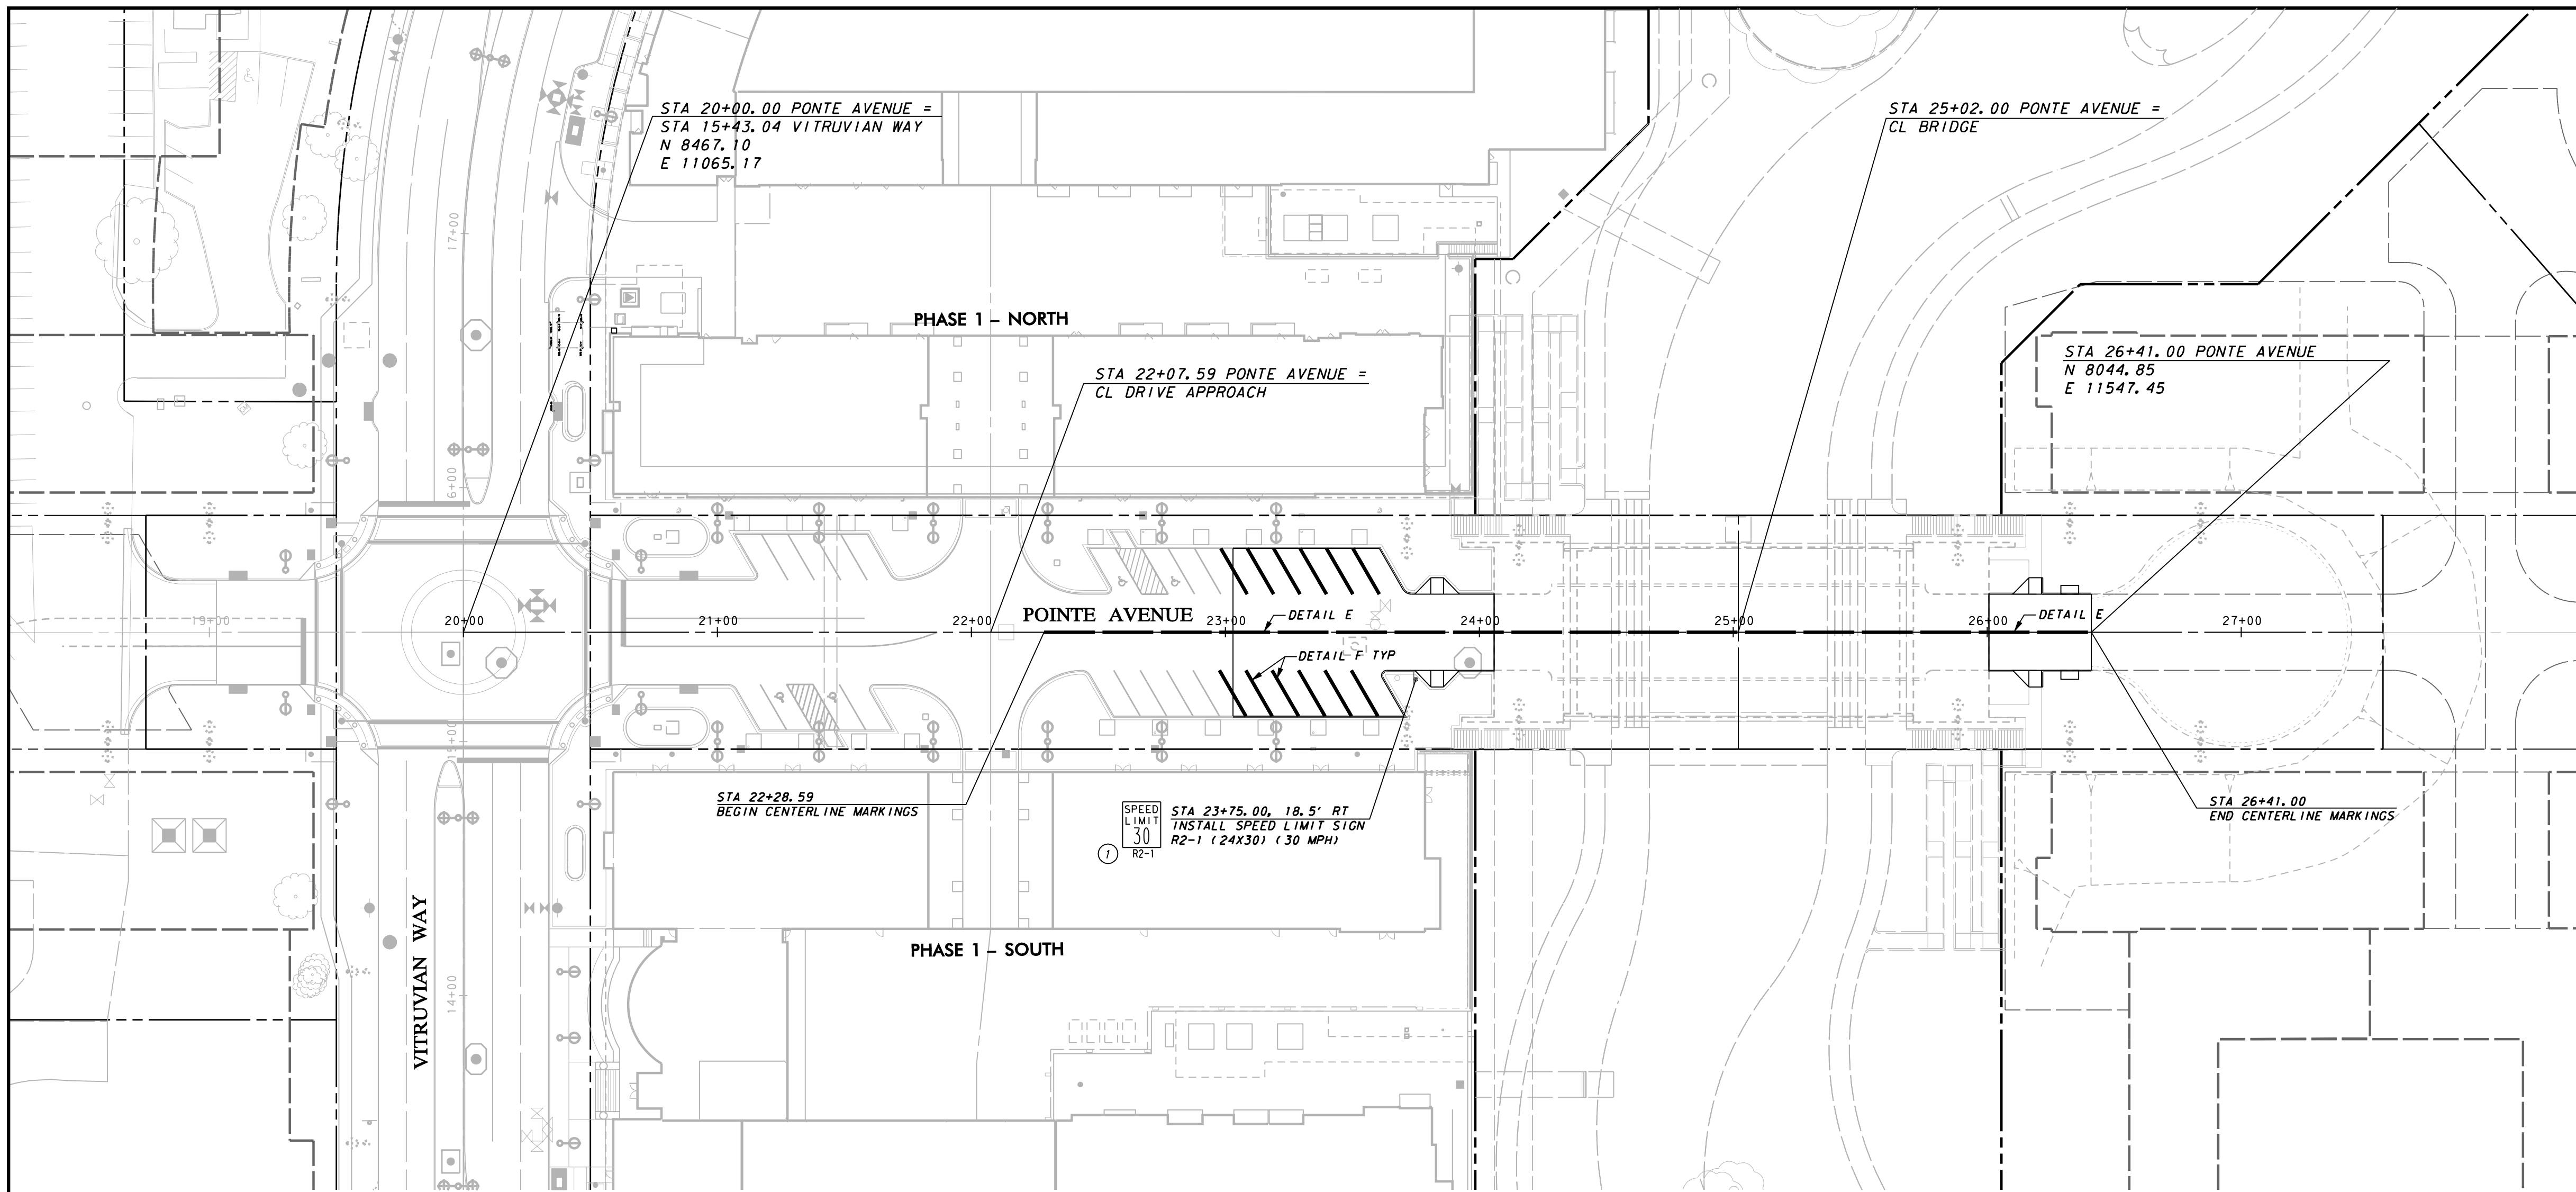 STA 20+00.00 PONTE AVENUE =
STA 15+43.04 VITRUVIAN WAY
N 8467.10
E 11065.17
STA 25+02.00 PONTE AVENUE =
CL BRIDGE
17+00
PHASE 1 – NORTH
STA 22+07.59 PONTE AVENUE =
CL DRIVE APPROACH
STA 26+41.00 PONTE AVENUE
N 8044.85
E 11547.45
6+00
POINTE AVENUE
DETAIL E
DETAIL E
19+00
20+00
21+00
22+00
23+00
24+00
25+00
26+00
27+00
DETAIL F TYP
15+00
STA 22+28.59
BEGIN CENTERLINE MARKINGS
SPEED
LIMIT
30
R2-1
1
STA 23+75.00, 18.5' RT
INSTALL SPEED LIMIT SIGN
R2-1 (24X30) (30 MPH)
STA 26+41.00
END CENTERLINE MARKINGS
VITRUVIAN WAY
14+00
PHASE 1 – SOUTH